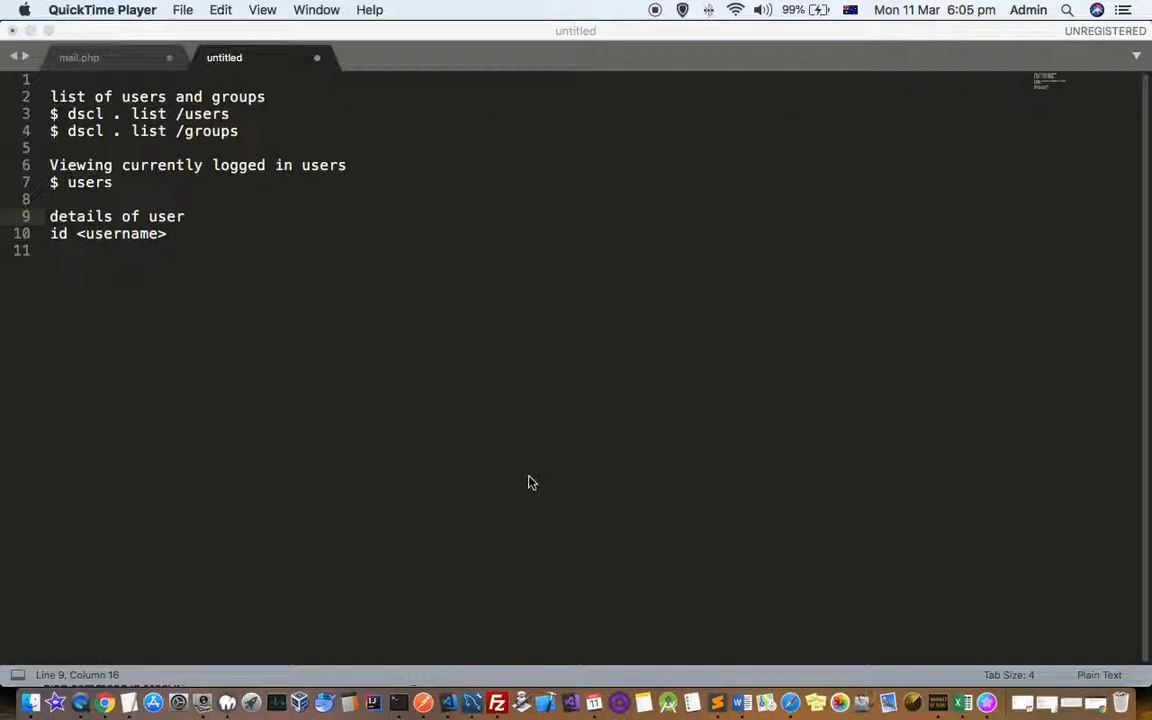 QuickTime Player File Edit View Window Help 99% Mon 11 Mar 6:05 pm Admin
untitled UNREGISTERED
mail.php untitled
1
2 list of users and groups
3 $ dscl . list /users
4 $ dscl . list /groups
5
6 Viewing currently logged in users
7 $ users
8
9 details of user
10 id <username>
11
Line 9, Column 16 Tab Size: 4 Plain Text